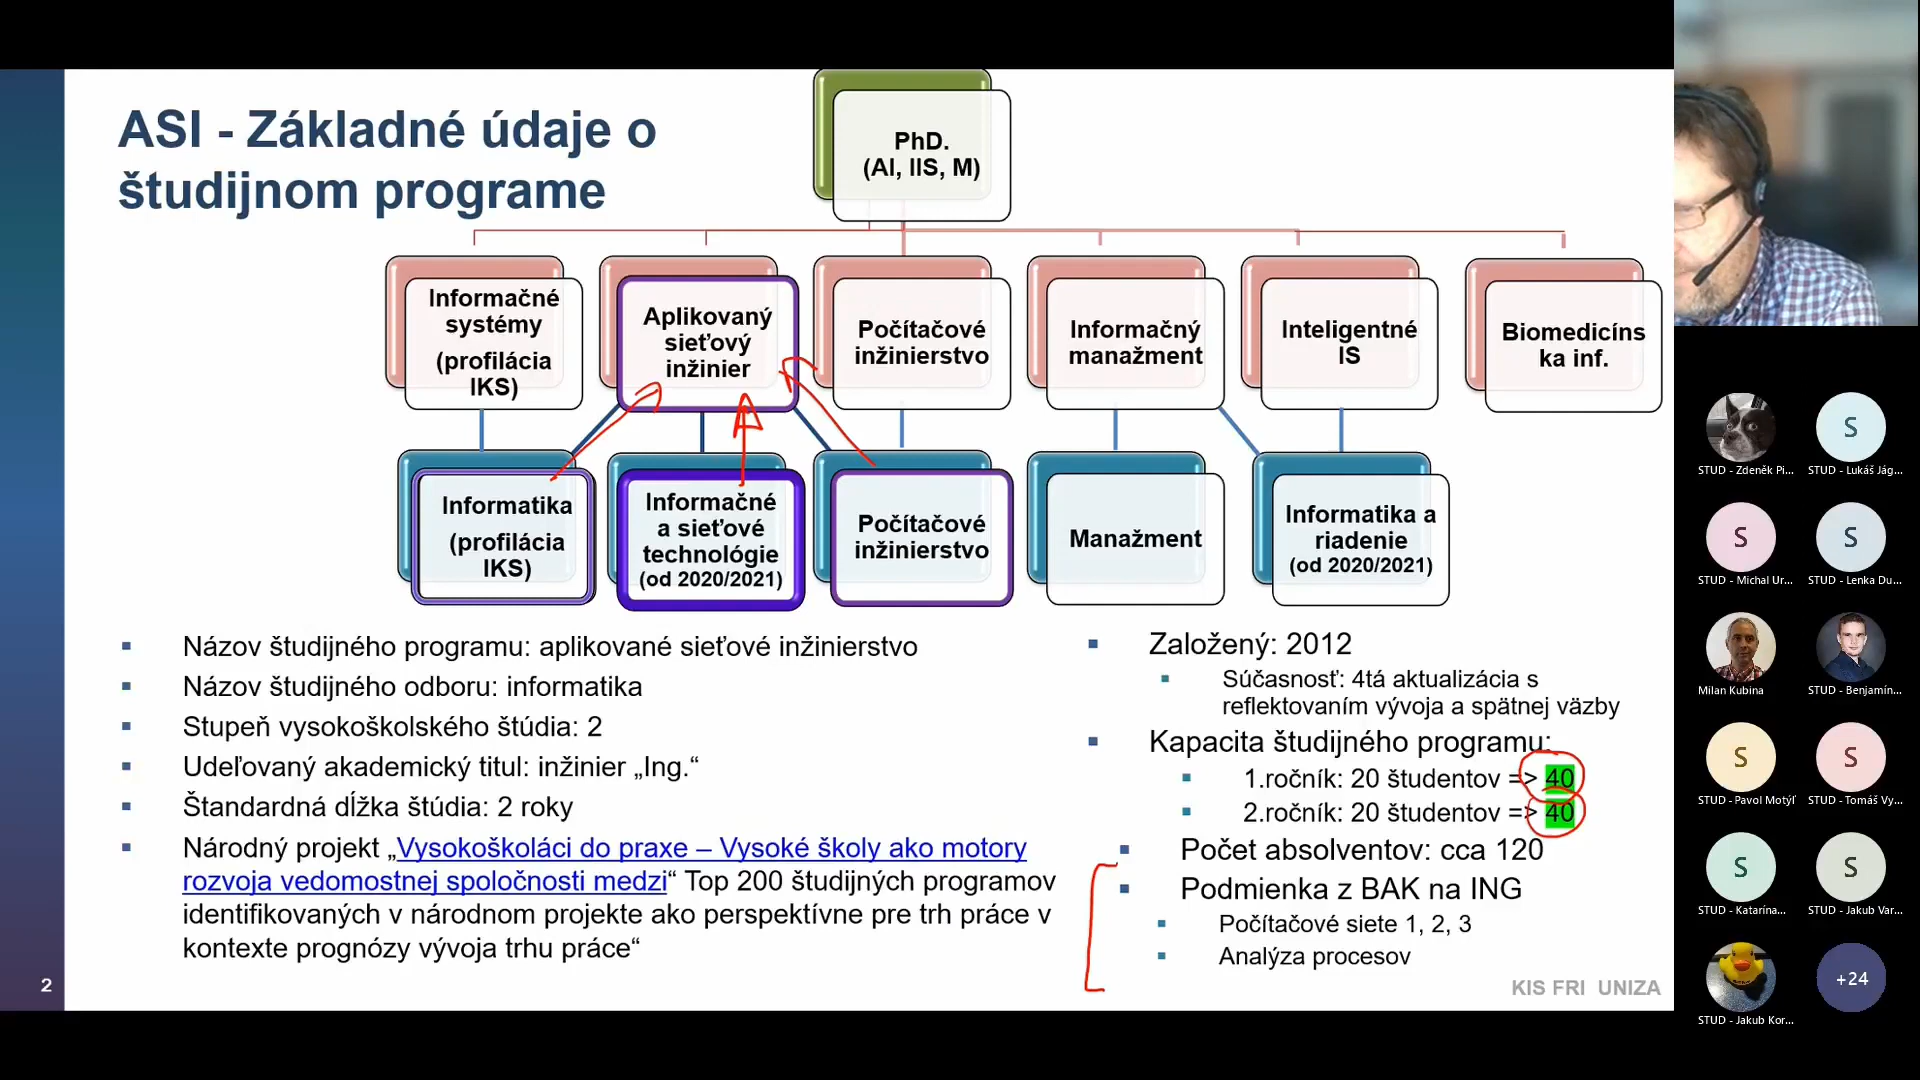 ASI - Základné údaje o
študijnom programe
PhD.
(AI, IIS, M)
Informačné
systémy
(profilácia
IKS)
Aplikovaný
sieťový
inžinier
Počítačové
inžinierstvo
Informačný
manažment
Inteligentné
IS
Biomedicíns
ka inf.
Informatika
(profilácia
IKS)
Informačné
a sieťové
technológie
(od 2020/2021)
Počítačové
inžinierstvo
Manažment
Informatika a
riadenie
(od 2020/2021)
Názov študijného programu: aplikované sieťové inžinierstvo
Názov študijného odboru: informatika
Stupeň vysokoškolského štúdia: 2
Udeľovaný akademický titul: inžinier „Ing.“
Štandardná dĺžka štúdia: 2 roky
Národný projekt „Vysokoškoláci do praxe – Vysoké školy ako motory
rozvoja vedomostnej spoločnosti medzi“ Top 200 študijných programov
identifikovaných v národnom projekte ako perspektívne pre trh práce v
kontexte prognózy vývoja trhu práce“
Založený: 2012
Súčasnosť: 4tá aktualizácia s
reflektovaním vývoja a spätnej väzby
Kapacita študijného programu:
1.ročník: 20 študentov => 40
2.ročník: 20 študentov => 40
Počet absolventov: cca 120
Podmienka z BAK na ING
Počítačové siete 1, 2, 3
Analýza procesov
2
KIS FRI UNIZA
STUD - Zdeněk Pi...
S
STUD - Lukáš Jág...
S
STUD - Michal Ur...
S
STUD - Lenka Du...
Milan Kubina
STUD - Benjamín...
S
STUD - Pavol Motýľ
S
STUD - Tomáš Vy...
S
STUD - Katarína...
S
STUD - Jakub Var...
STUD - Jakub Kor...
+24